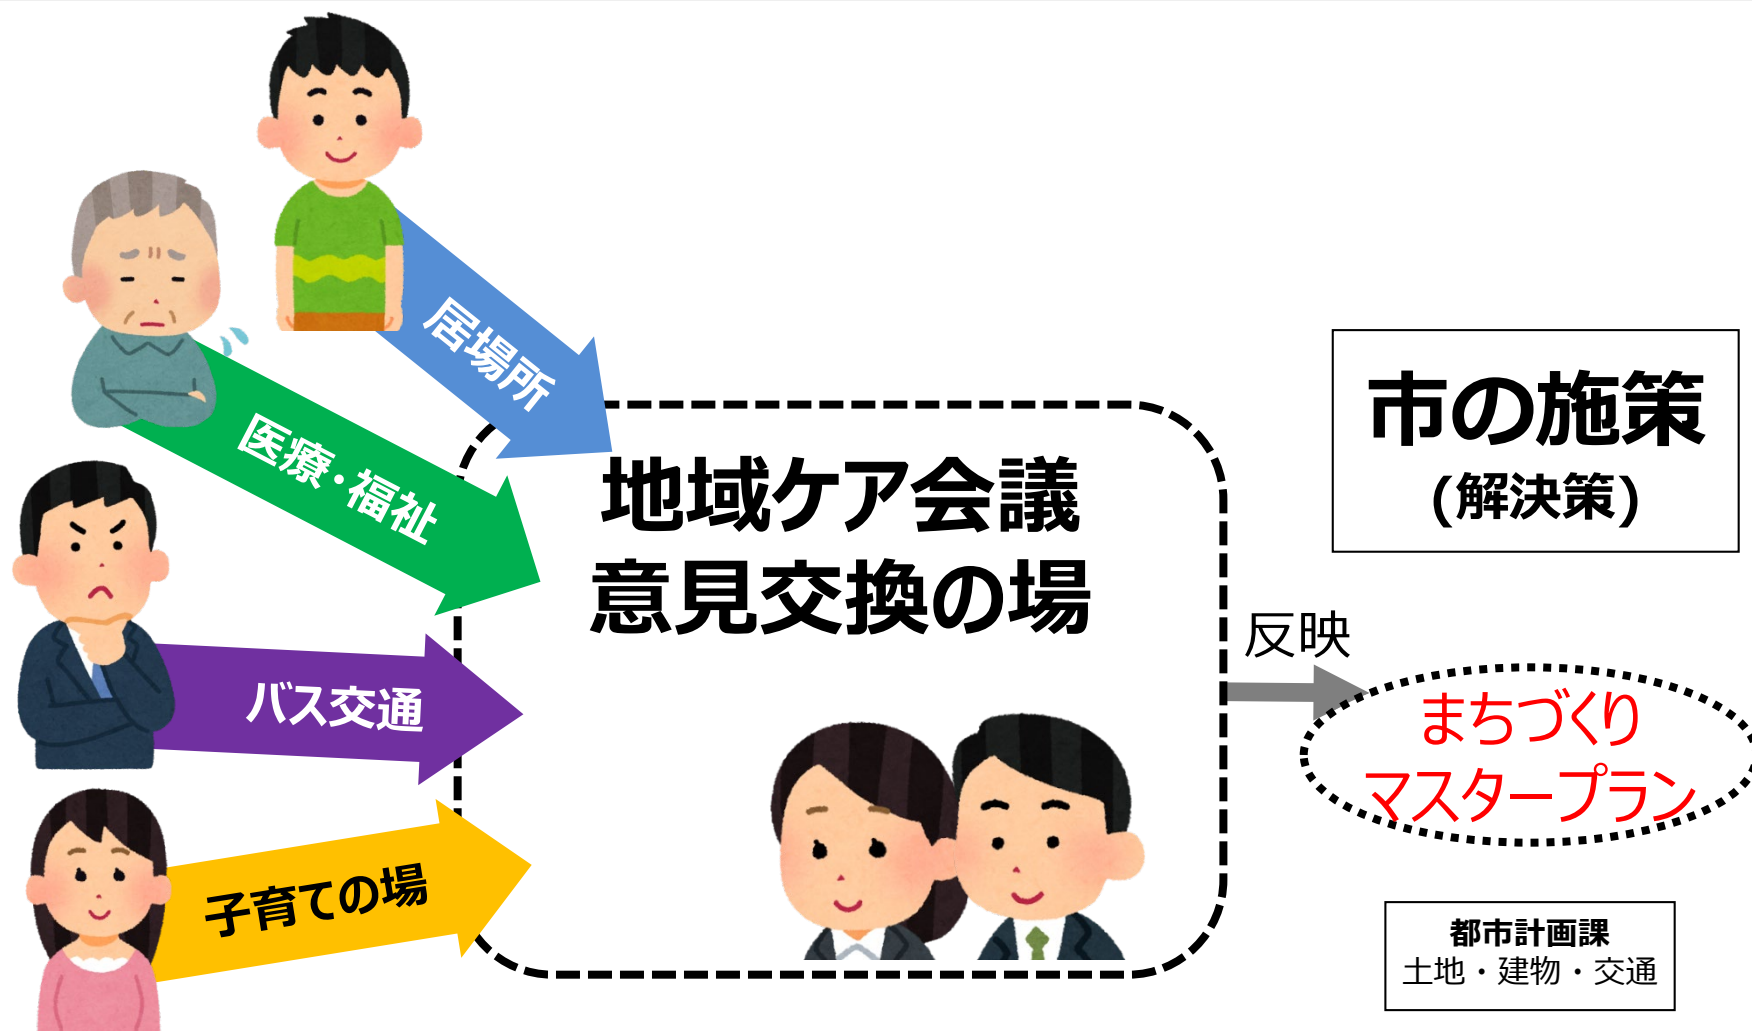 居場所
医療・福祉
バス交通
子育ての場
地域ケア会議
意見交換の場
反映
市の施策
(解決策)
まちづくり
マスタープラン
都市計画課
土地・建物・交通